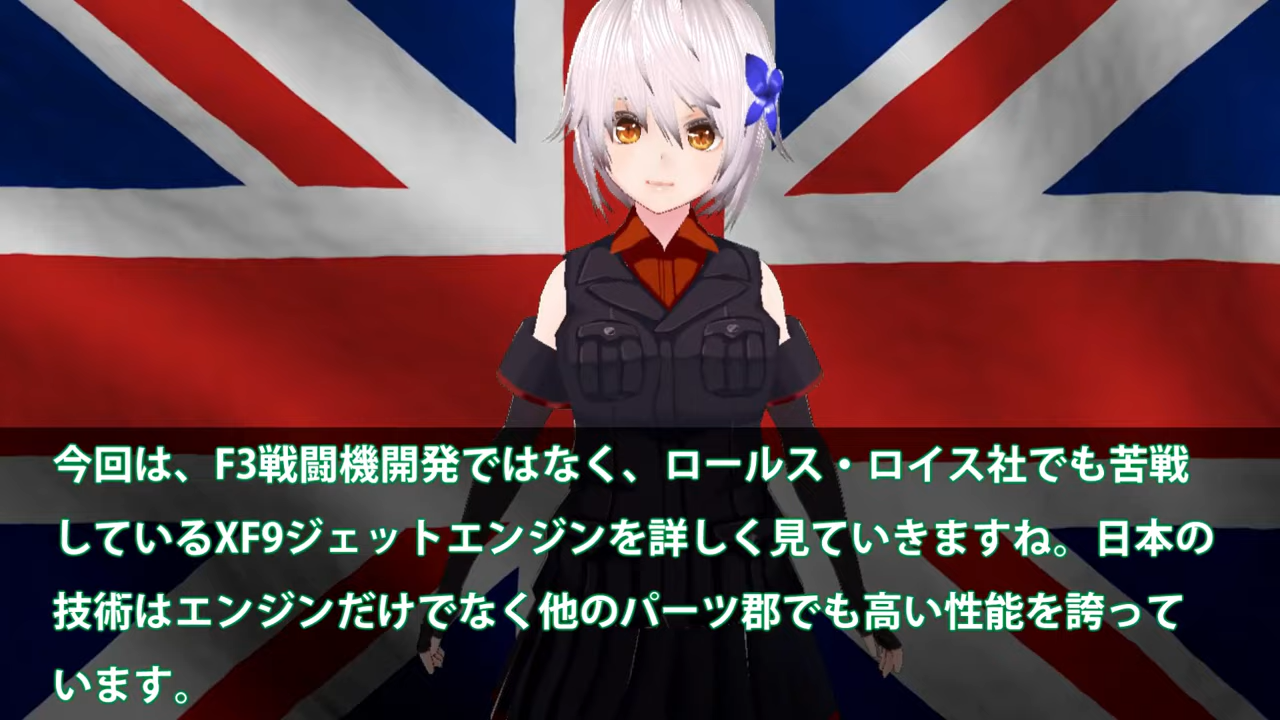 今回は、F3戦闘機開発ではなく、ロールス・ロイス社でも苦戦
しているXF9ジェットエンジンを詳しく見ていきますね。日本の
技術はエンジンだけでなく他のパーツ郡でも高い性能を誇って
います。